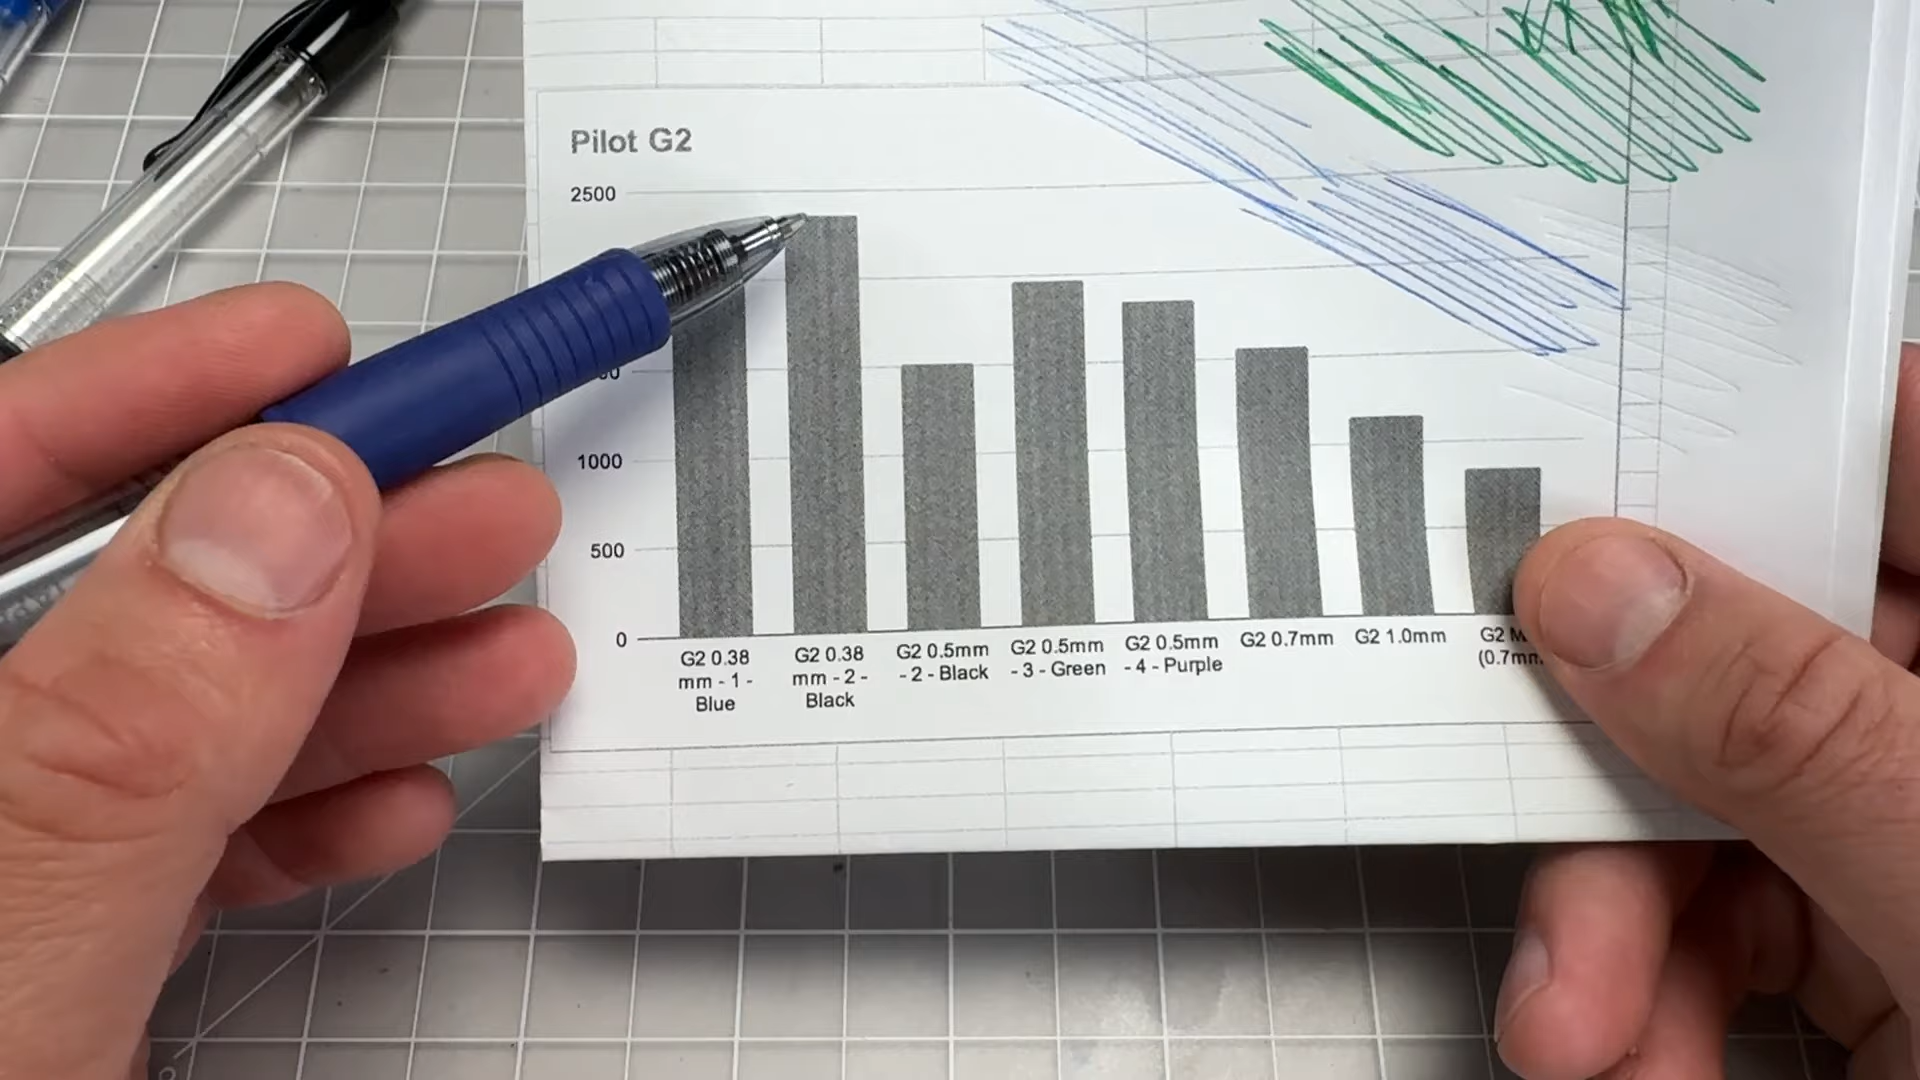 Pilot G2
2500
1000
500
0
G2 0.38
mm - 1 -
Blue
G2 0.38
mm - 2 -
Black
G2 0.5mm
- 2 - Black
G2 0.5mm
- 3 - Green
G2 0.5mm
- 4 - Purple
G2 0.7mm
G2 1.0mm
G2